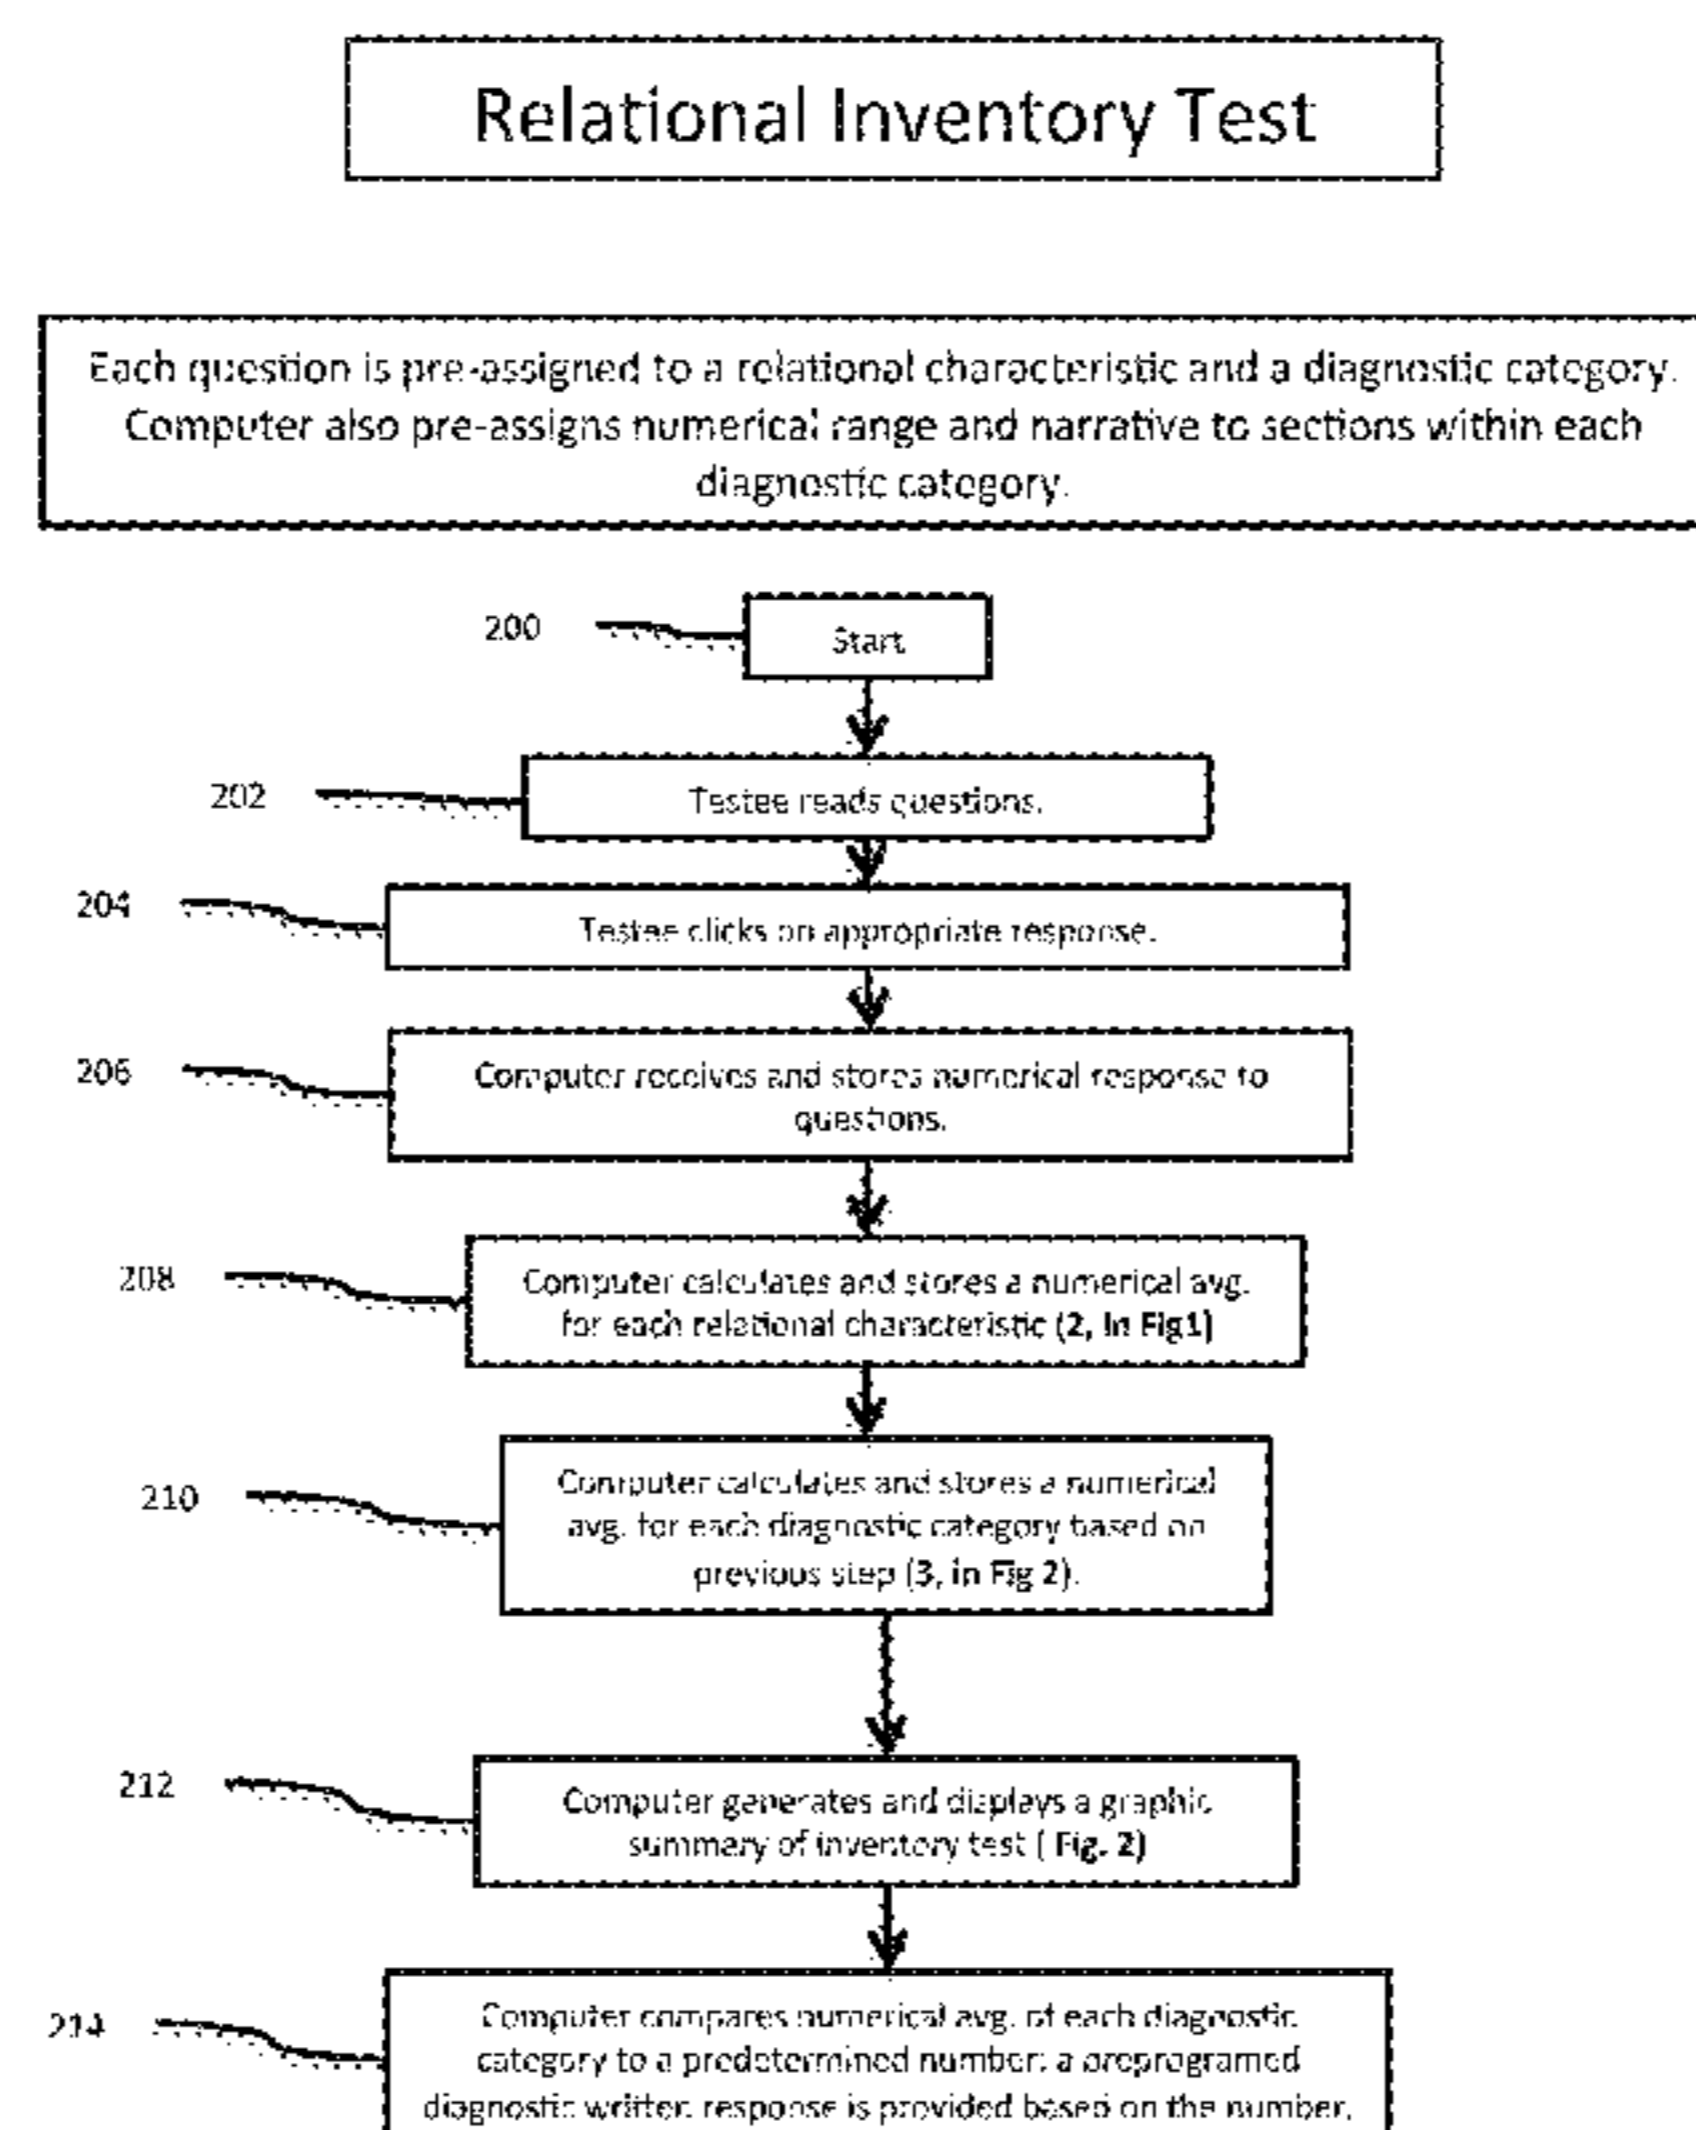 Relational Inventory Test
Each question is pre-assigned to a relational characteristic and a diagnostic category.
Computer also pre-assigns numerical range and narrative to sections within each
diagnostic category.
200
Start
202
Testee reads questions.
204
Testee clicks on appropriate response.
206
Computer receives and stores numerical response to
questions.
208
Computer calculates and stores a numerical avg.
for each relational characteristic (2, in Fig1)
210
Computer calculates and stores a numerical
avg. for each diagnostic category based on
previous step (3, in Fig 2).
212
Computer generates and displays a graphic
summary of inventory test ( Fig. 2)
214
Computer compares numerical avg. of each diagnostic
category to a predetermined number: a preprogramed
diagnostic written response is provided based on the number.